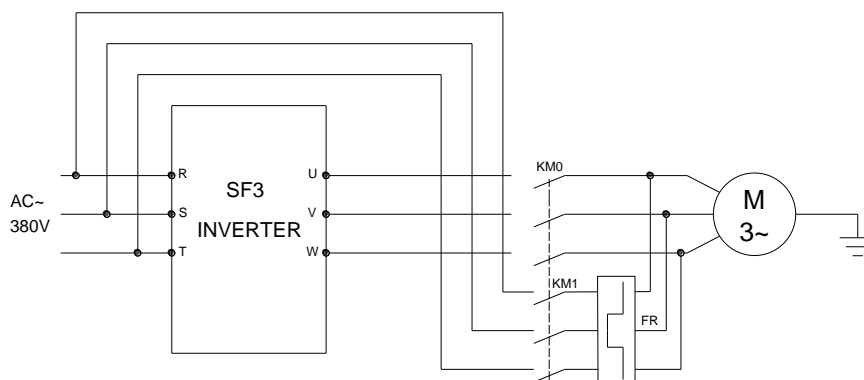 AC~
380V
R
S
T
SF3
INVERTER
U
V
W
KM0
KM1
FR
M
3~